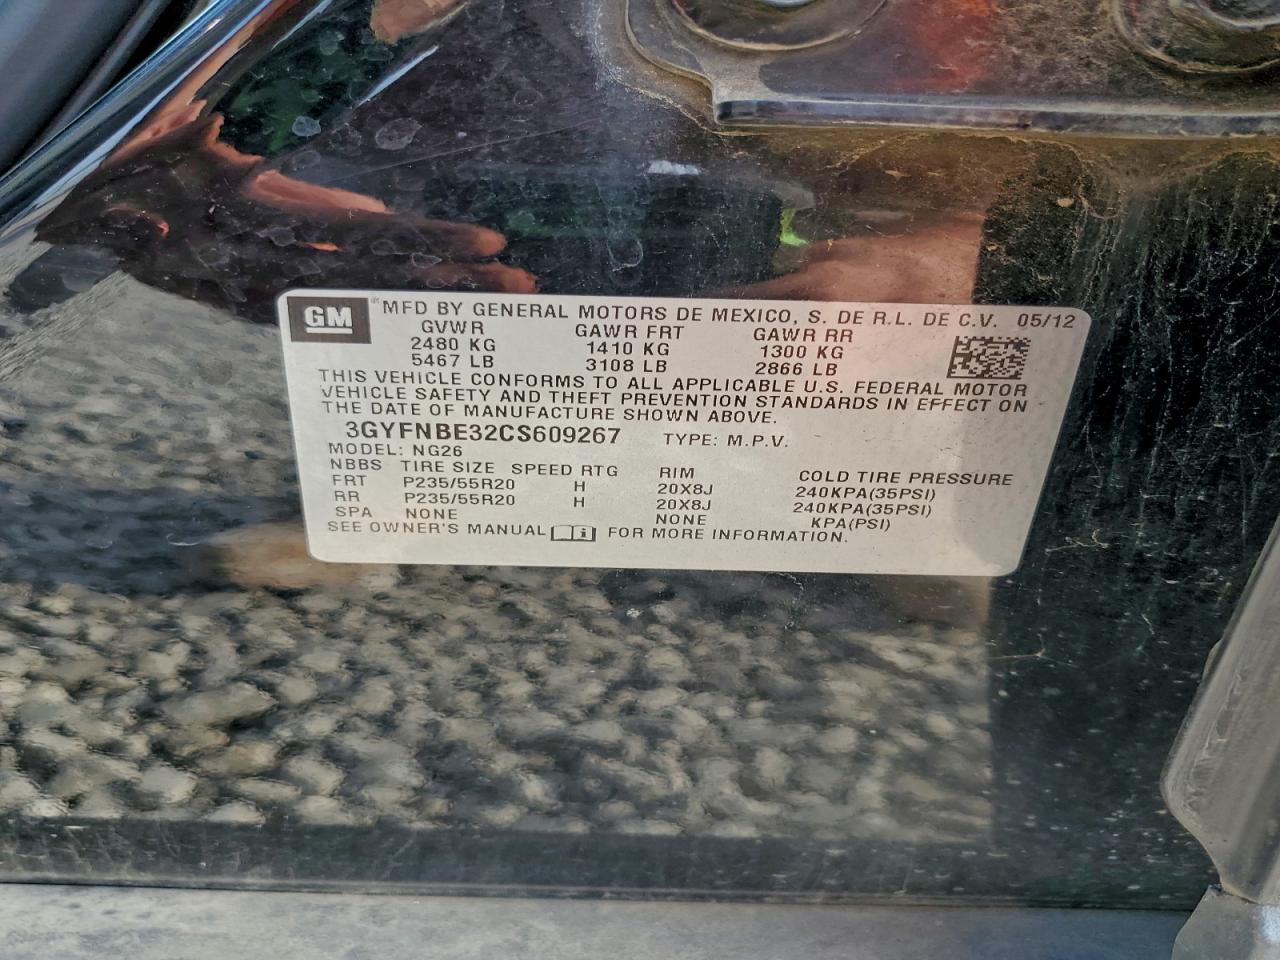 GM ® MFD BY GENERAL MOTORS DE MEXICO, S. DE R.L. DE C.V. 05/12
GVWR GAWR FRT GAWR RR
2480 KG 1410 KG 1300 KG
5467 LB 3108 LB 2866 LB
THIS VEHICLE CONFORMS TO ALL APPLICABLE U.S. FEDERAL MOTOR
VEHICLE SAFETY AND THEFT PREVENTION STANDARDS IN EFFECT ON
THE DATE OF MANUFACTURE SHOWN ABOVE.
3GYFNBE32CS609267 TYPE: M.P.V.
MODEL: NG26
NBBS TIRE SIZE SPEED RTG RIM COLD TIRE PRESSURE
FRT P235/55R20 H 20X8J 240KPA(35PSI)
RR P235/55R20 H 20X8J 240KPA(35PSI)
SPA NONE NONE KPA(PSI)
SEE OWNER'S MANUAL i FOR MORE INFORMATION.